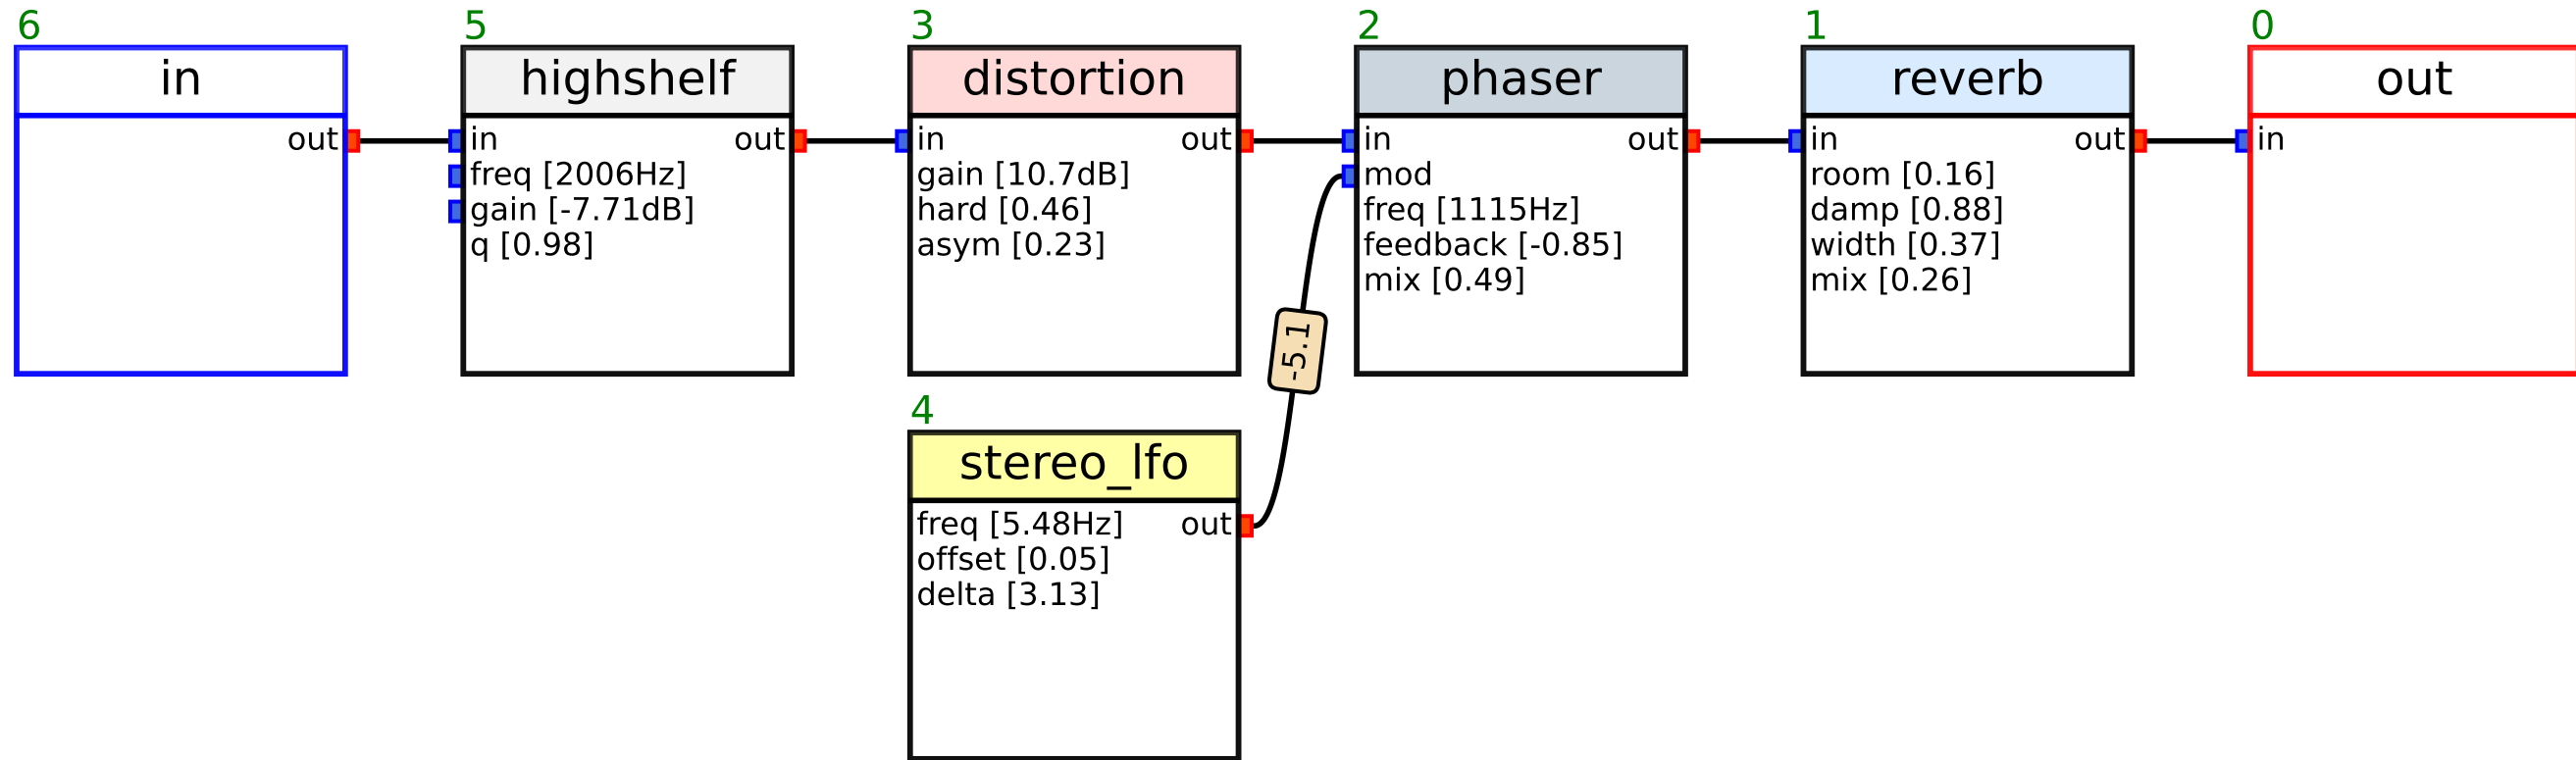 6
in
out
5
highshelf
in out
freq [2006Hz]
gain [-7.71dB]
q [0.98]
3
distortion
in out
gain [10.7dB]
hard [0.46]
asym [0.23]
2
phaser
in out
mod
freq [1115Hz]
feedback [-0.85]
mix [0.49]
1
reverb
in out
room [0.16]
damp [0.88]
width [0.37]
mix [0.26]
0
out
in
-5.1
4
stereo_lfo
freq [5.48Hz] out
offset [0.05]
delta [3.13]